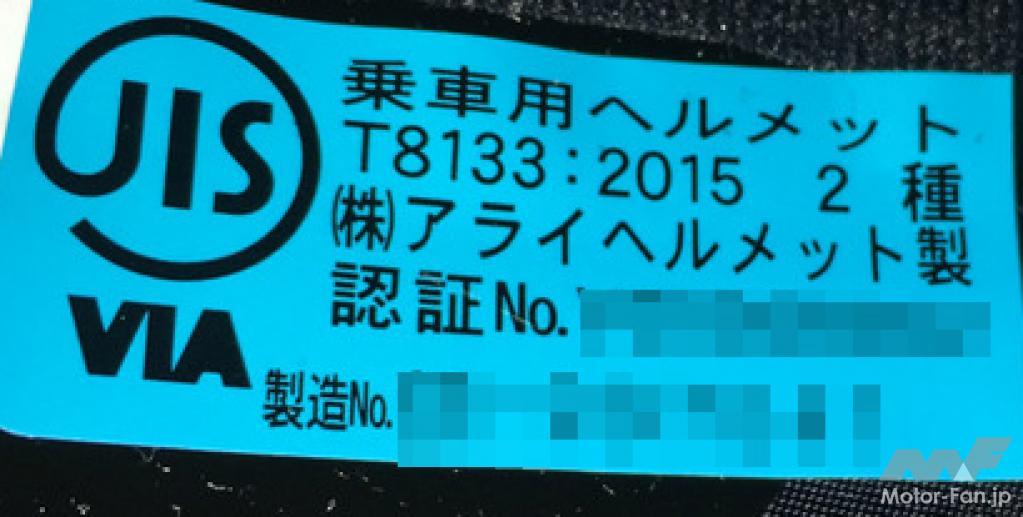 JIS
VIA
乗車用ヘルメット
T8133:2015 2種
㈱アライヘルメット製
認証No.
製造No.
Motor-Fan.jp